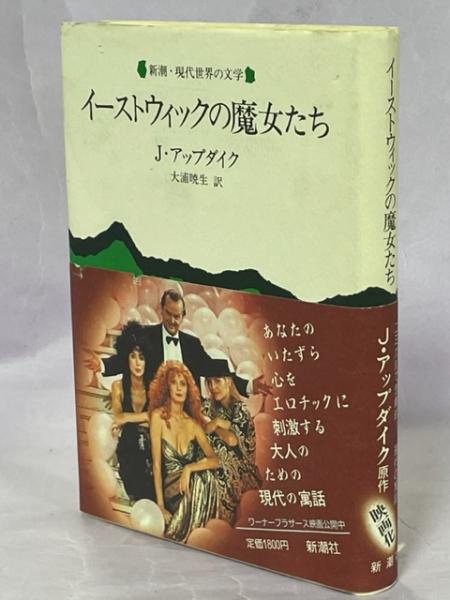 新潮・現代世界の文学
イーストウィックの魔女たち
J・アップダイク
大浦暁生 訳
あなたの
いたずら
心を
エロチックに
刺激する
大人の
ための
現代の寓話
ワーナーブラザース映画公開中
定価1800円 新潮社
イーストウィックの魔女たち
J・アップダイク原作
映画化
新潮